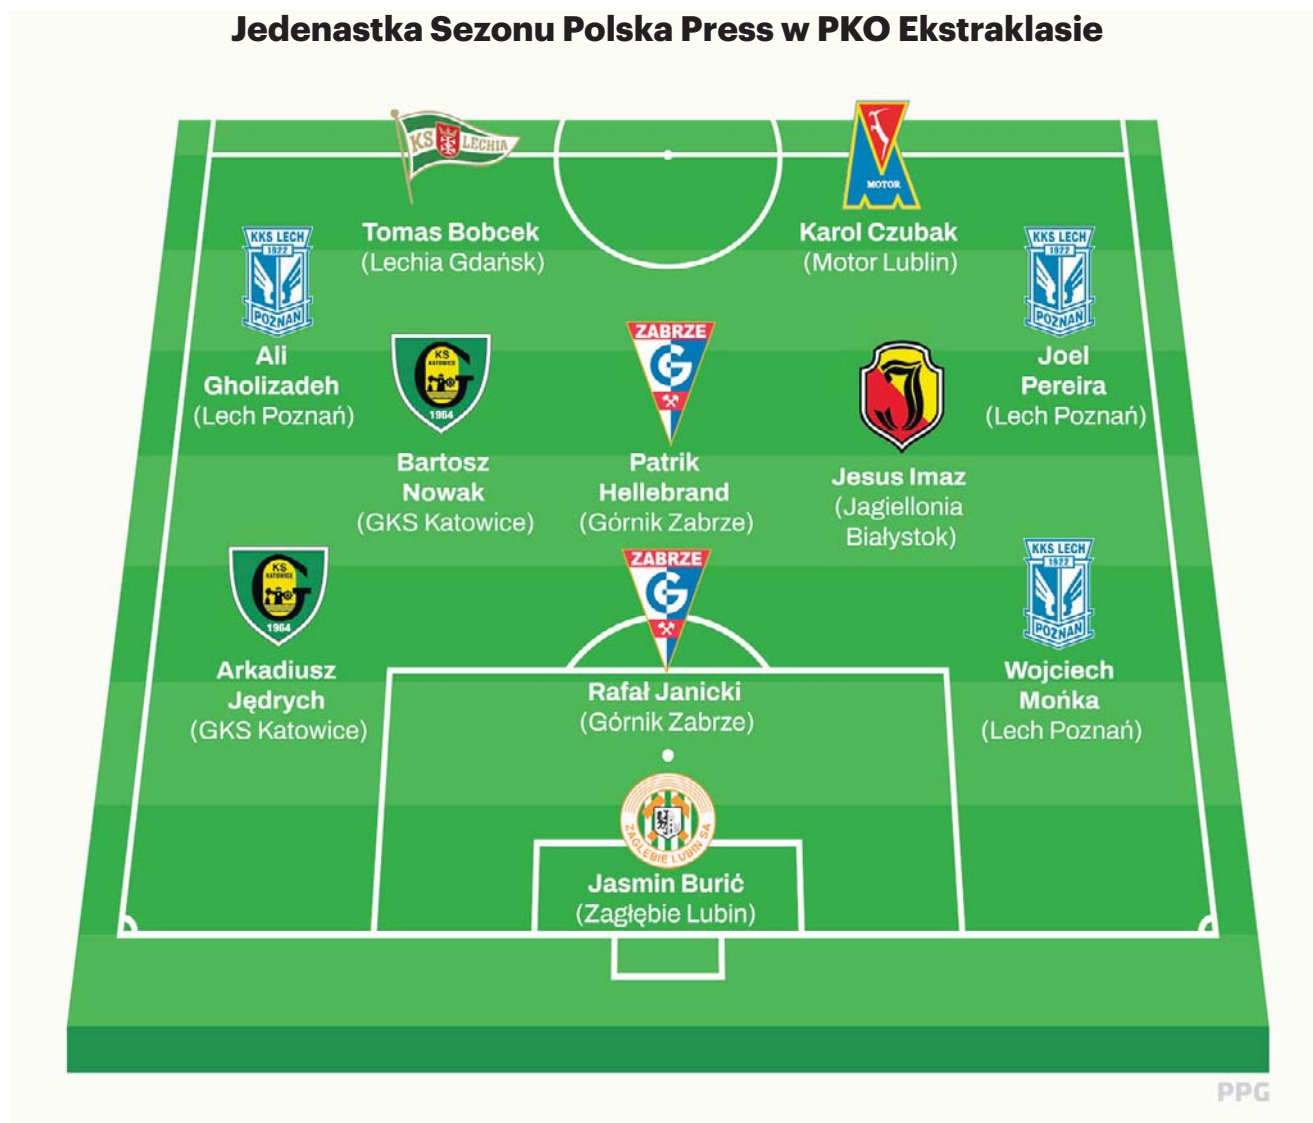 Jedenastka Sezonu Polska Press w PKO Ekstraklasie
KS LECHIA
MOTOR
Tomas Bobcek
(Lechia Gdańsk)
Karol Czubak
(Motor Lublin)
KKS LECH
1922
POZNAŃ
Ali
Gholizadeh
(Lech Poznań)
KS
KATOWICE
1964
Bartosz
Nowak
(GKS Katowice)
ZABRZE
G
Patrik
Hellebrand
(Górnik Zabrze)
J
Jesus Imaz
(Jagiellonia
Białystok)
KKS LECH
1922
POZNAŃ
Joel
Pereira
(Lech Poznań)
KS
KATOWICE
1964
Arkadiusz
Jędrych
(GKS Katowice)
ZABRZE
G
Rafał Janicki
(Górnik Zabrze)
KKS LECH
1922
POZNAŃ
Wojciech
Mońka
(Lech Poznań)
ZAGŁĘBIE LUBIN SA
Jasmin Burić
(Zagłębie Lubin)
PPG